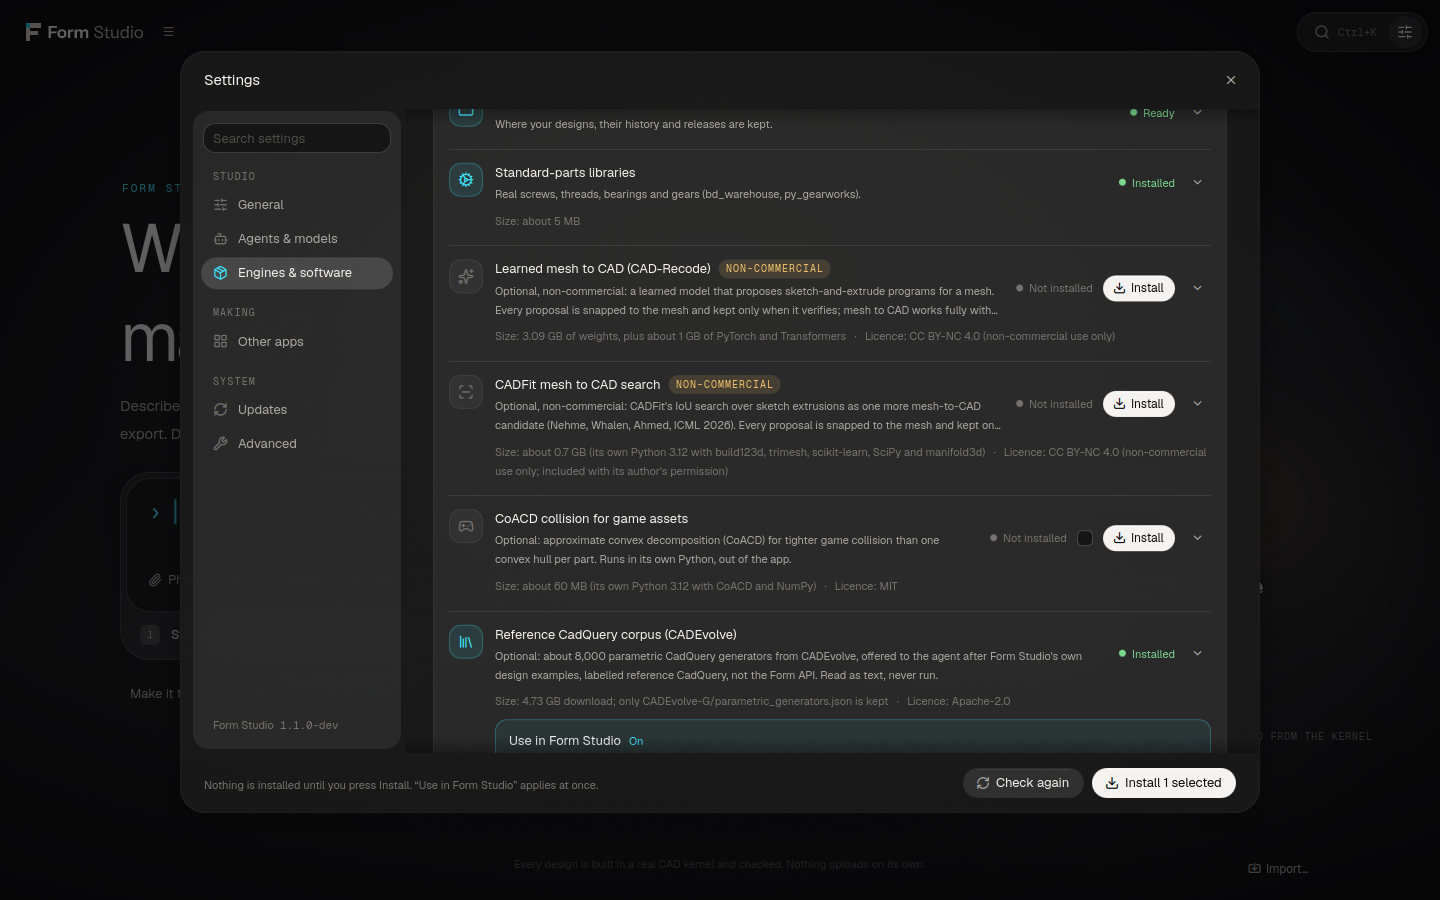 Form Studio
Ctrl+K
Settings
Search settings
STUDIO
General
Agents & models
Engines & software
MAKING
Other apps
SYSTEM
Updates
Advanced
Form Studio 1.1.0-dev
Where your designs, their history and releases are kept.
Ready
Standard-parts libraries
Real screws, threads, bearings and gears (bd_warehouse, py_gearworks).
Size: about 5 MB
Installed
Learned mesh to CAD (CAD-Recode) NON-COMMERCIAL
Optional, non-commercial: a learned model that proposes sketch-and-extrude programs for a mesh.
Every proposal is snapped to the mesh and kept only when it verifies; mesh to CAD works fully with…
Size: 3.09 GB of weights, plus about 1 GB of PyTorch and Transformers · Licence: CC BY-NC 4.0 (non-commercial use only)
Not installed
Install
CADFit mesh to CAD search NON-COMMERCIAL
Optional, non-commercial: CADFit's IoU search over sketch extrusions as one more mesh-to-CAD
candidate (Nehme, Whalen, Ahmed, ICML 2026). Every proposal is snapped to the mesh and kept on…
Size: about 0.7 GB (its own Python 3.12 with build123d, trimesh, scikit-learn, SciPy and manifold3d) · Licence: CC BY-NC 4.0 (non-commercial
use only; included with its author's permission)
Not installed
Install
CoACD collision for game assets
Optional: approximate convex decomposition (CoACD) for tighter game collision than one
convex hull per part. Runs in its own Python, out of the app.
Size: about 60 MB (its own Python 3.12 with CoACD and NumPy) · Licence: MIT
Not installed
Install
Reference CadQuery corpus (CADEvolve)
Optional: about 8,000 parametric CadQuery generators from CADEvolve, offered to the agent after Form Studio's own
design examples, labelled reference CadQuery, not the Form API. Read as text, never run.
Size: 4.73 GB download; only CADEvolve-G/parametric_generators.json is kept · Licence: Apache-2.0
Installed
Use in Form Studio On
Nothing is installed until you press Install. “Use in Form Studio” applies at once.
Check again
Install 1 selected
FORM ST
W
ma
Describe
export. D
Ph
1
S
Make it f
FROM THE KERNEL
Every design is built in a real CAD kernel and checked. Nothing uploads on its own.
Import…